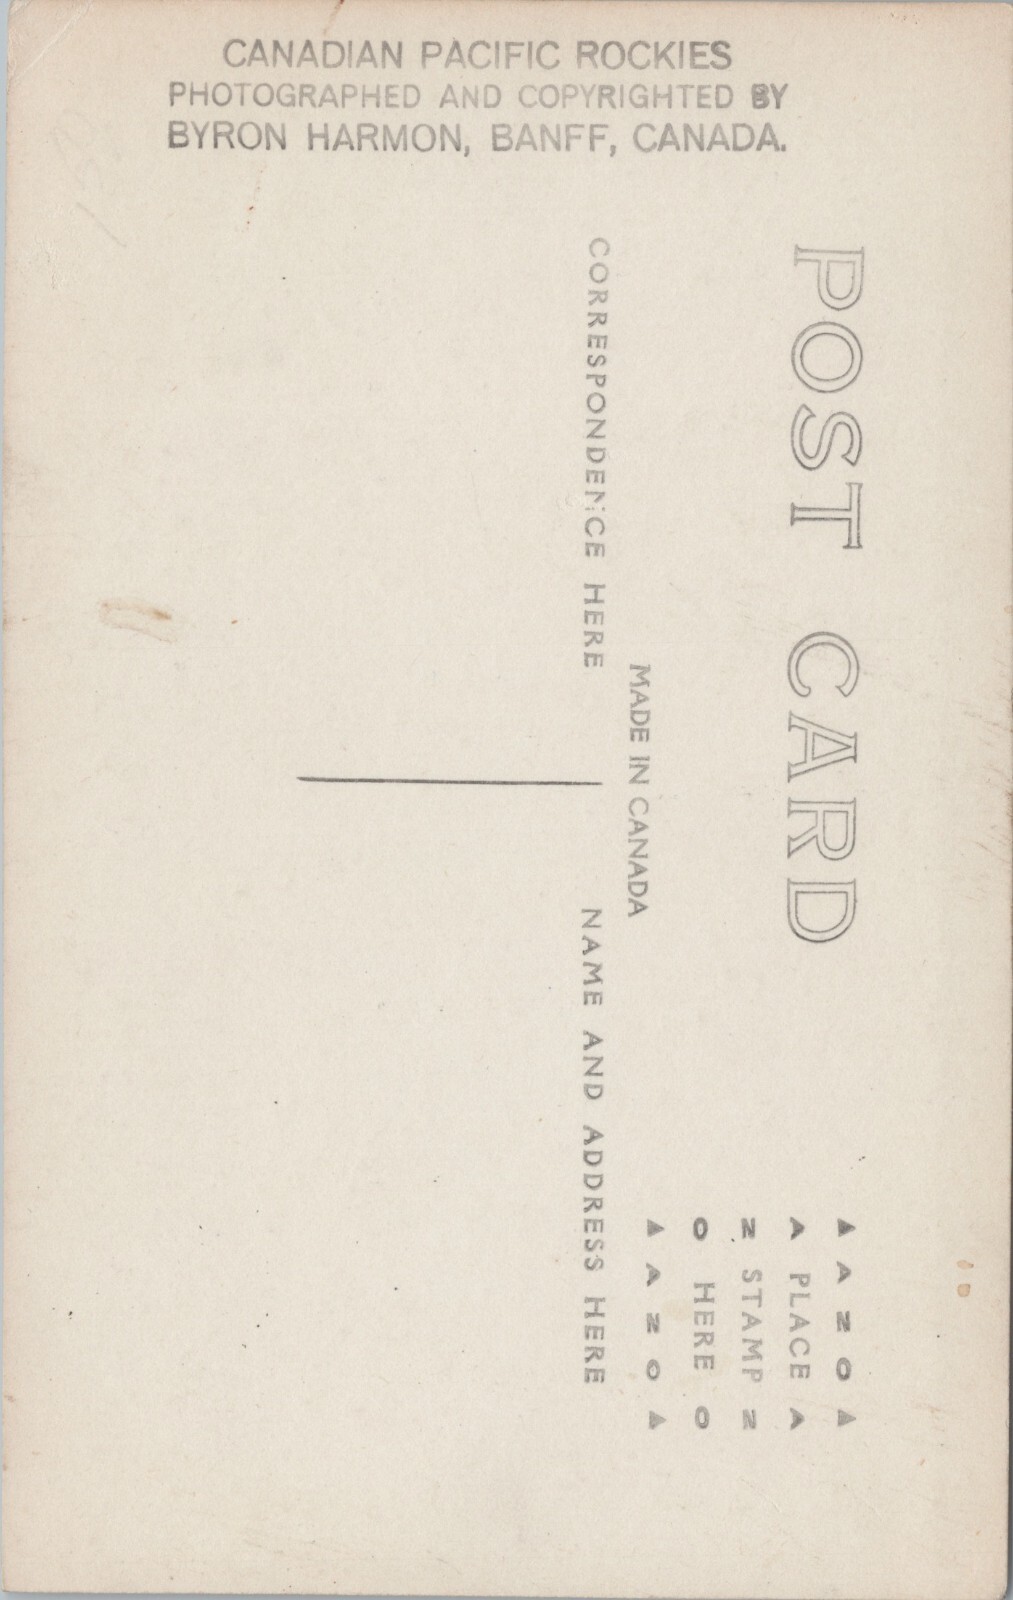 CANADIAN PACIFIC ROCKIES
PHOTOGRAPHED AND COPYRIGHTED BY
BYRON HARMON, BANFF, CANADA.
POST CARD
MADE IN CANADA
CORRESPONDENCE HERE
NAME AND ADDRESS HERE
▲ A Z O ▲
A PLACE A
Z STAMP Z
O HERE O
▲ A Z O ▲